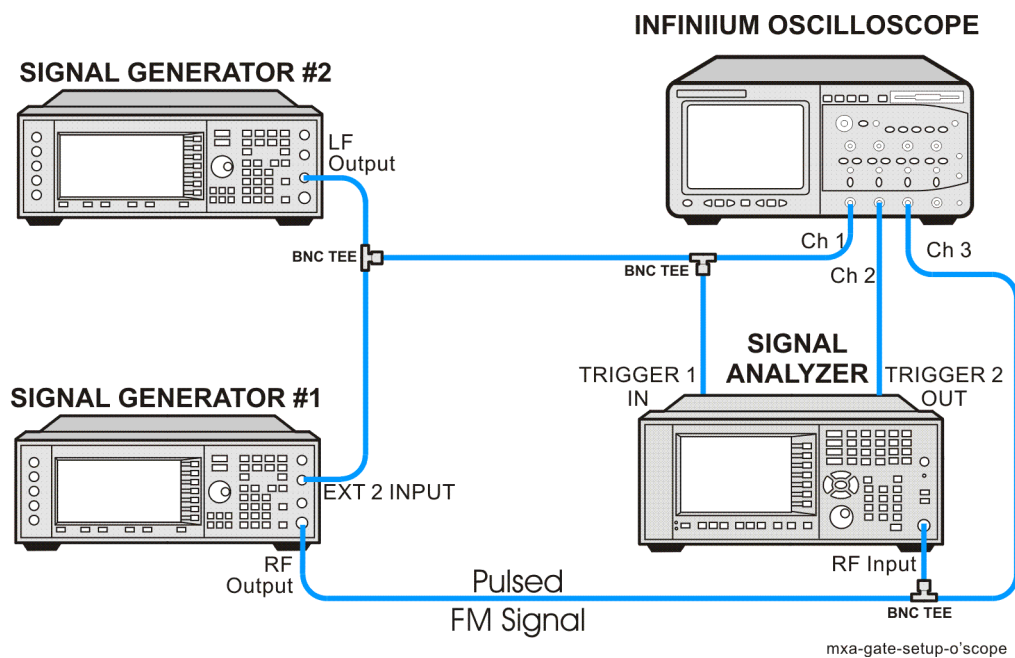 INFINIIUM OSCILLOSCOPE
SIGNAL GENERATOR #2
LF
Output
BNC TEE
BNC TEE
Ch 1
Ch 2
Ch 3
SIGNAL
ANALYZER
TRIGGER 1
IN
TRIGGER 2
OUT
SIGNAL GENERATOR #1
EXT 2 INPUT
RF
Output
RF Input
Pulsed
FM Signal
BNC TEE
mxa-gate-setup-o'scope